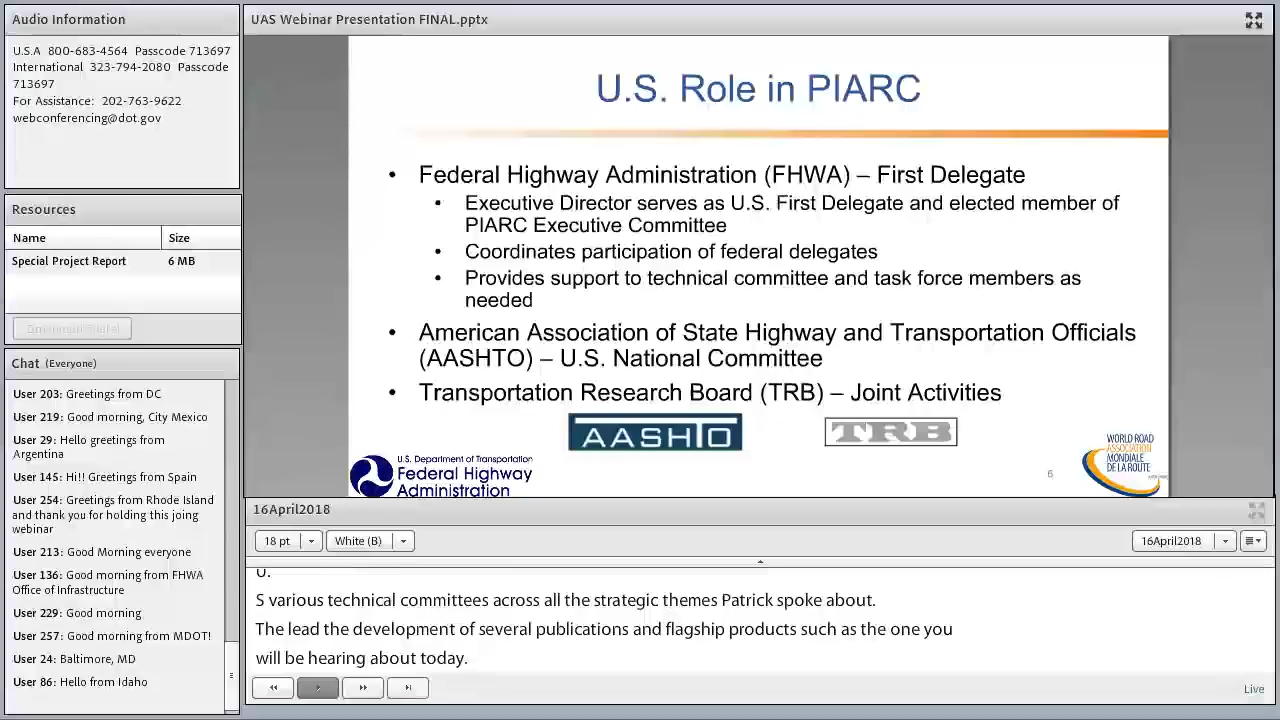 Audio Information
U.S.A 800-683-4564 Passcode 713697
International 323-794-2080 Passcode
713697
For Assistance: 202-763-9622
webconferencing@dot.gov
Resources
Name Size
Special Project Report 6 MB
Chat (Everyone)
User 203: Greetings from DC
User 219: Good morning, City Mexico
User 29: Hello greetings from
Argentina
User 145: Hi!! Greetings from Spain
User 254: Greetings from Rhode Island
and thank you for holding this joing
webinar
User 213: Good Morning everyone
User 136: Good morning from FHWA
Office of Infrastructure
User 229: Good morning
User 257: Good morning from MDOT!
User 24: Baltimore, MD
User 86: Hello from Idaho
UAS Webinar Presentation FINAL.pptx
U.S. Role in PIARC
• Federal Highway Administration (FHWA) – First Delegate
• Executive Director serves as U.S. First Delegate and elected member of
PIARC Executive Committee
• Coordinates participation of federal delegates
• Provides support to technical committee and task force members as
needed
• American Association of State Highway and Transportation Officials
(AASHTO) – U.S. National Committee
• Transportation Research Board (TRB) – Joint Activities
AASHTO
TRB
U.S. Department of Transportation
Federal Highway
Administration
6
WORLD ROAD
ASSOCIATION
MONDIALE
DE LA ROUTE
16April2018
18 pt White (B) 16April2018
U.
S various technical committees across all the strategic themes Patrick spoke about.
The lead the development of several publications and flagship products such as the one you
will be hearing about today.
Live